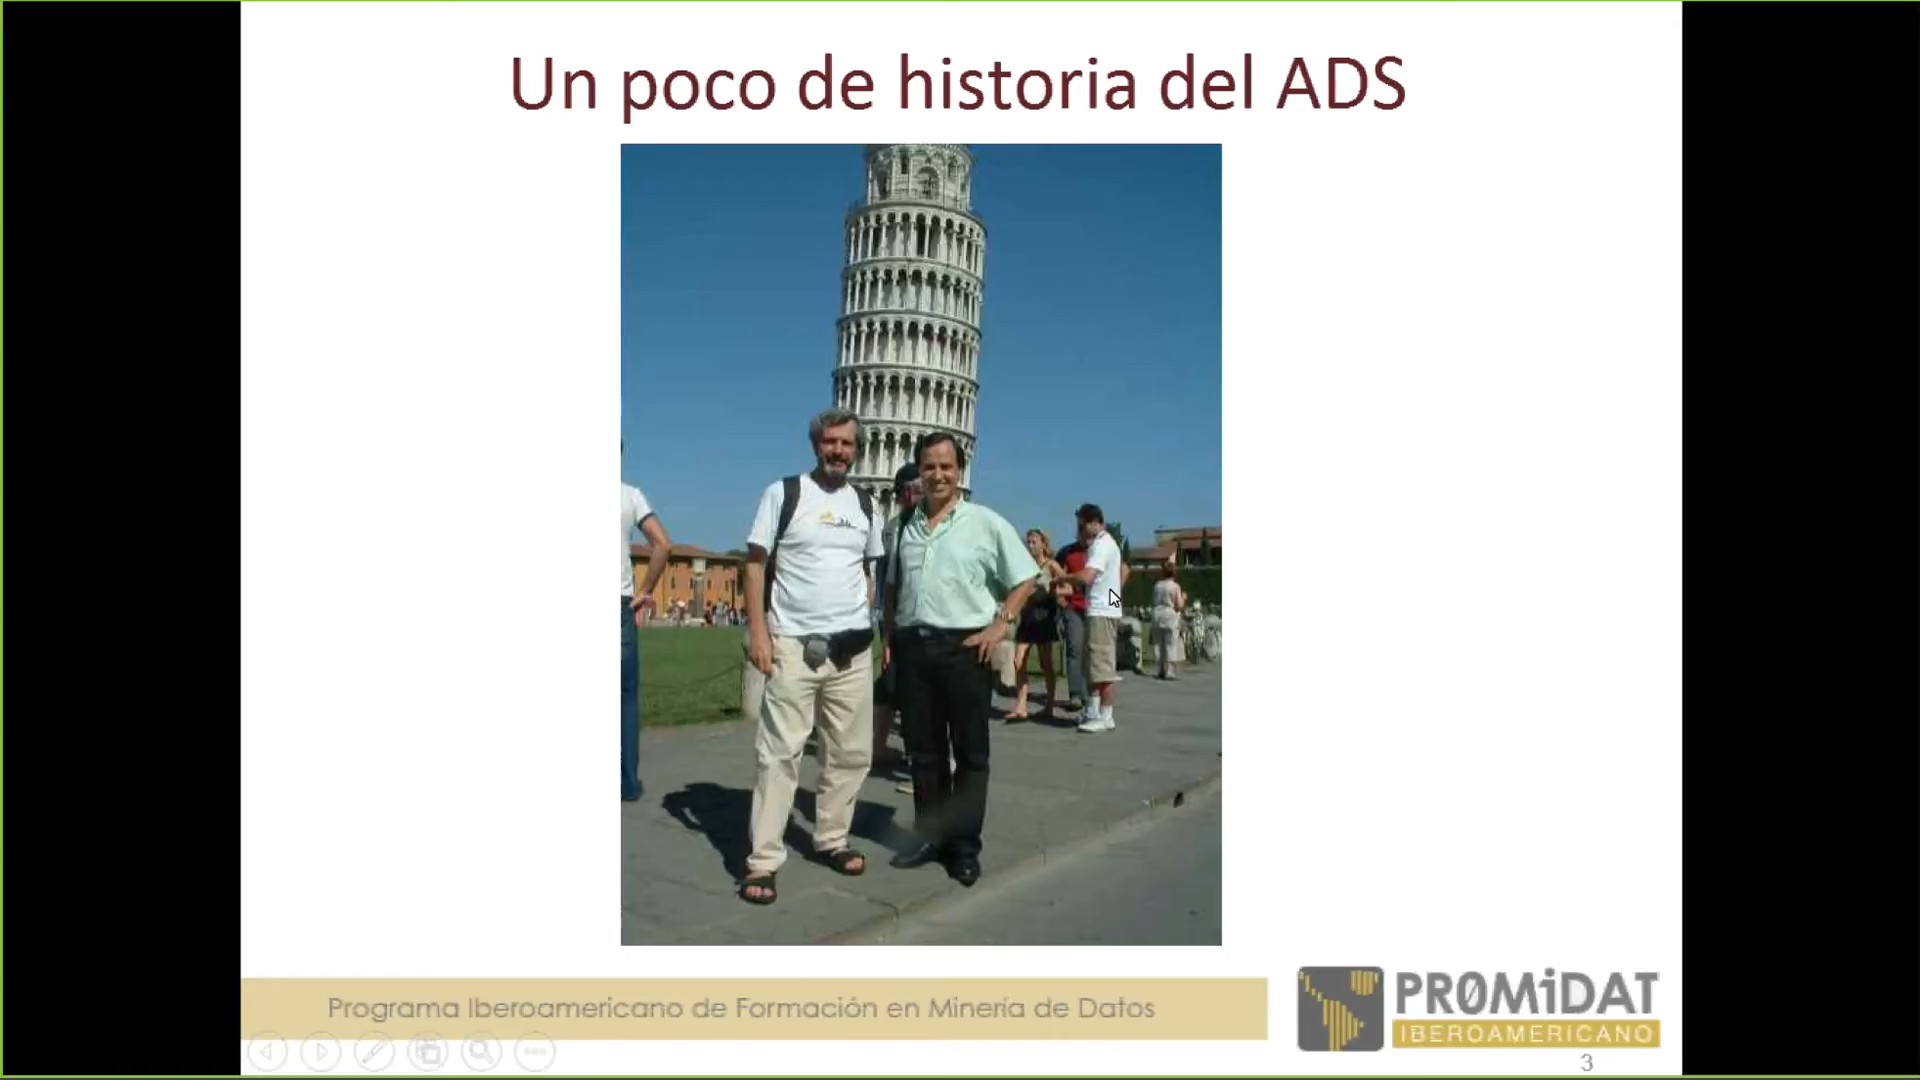 Un poco de historia del ADS
Programa Iberoamericano de Formación en Minería de Datos
PR0MiDAT
IBEROAMERICANO
3